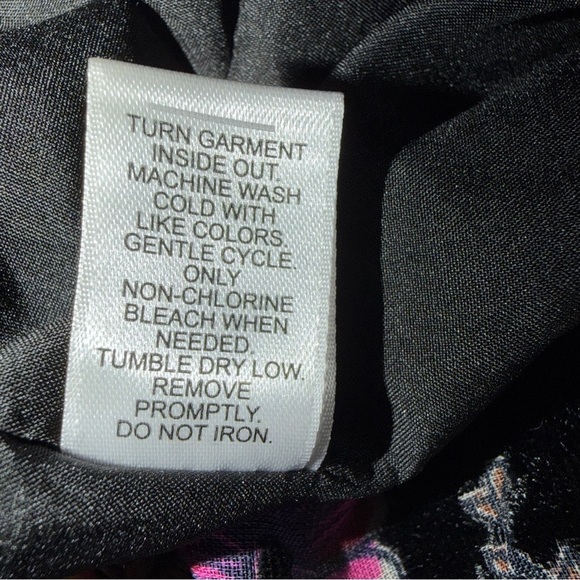 TURN GARMENT
INSIDE OUT.
MACHINE WASH
COLD WITH
LIKE COLORS.
GENTLE CYCLE.
ONLY
NON-CHLORINE
BLEACH WHEN
NEEDED.
TUMBLE DRY LOW.
REMOVE
PROMPTLY.
DO NOT IRON.